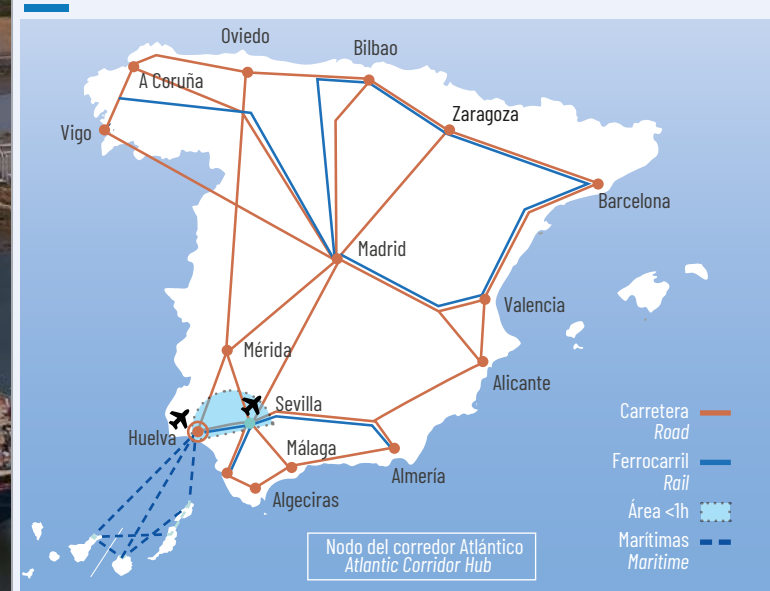 Oviedo
Bilbao
A Coruña
Zaragoza
Vigo
Barcelona
Madrid
Valencia
Mérida
Alicante
Sevilla
Huelva
Málaga
Almería
Algeciras
Carretera
Road
Ferrocarril
Rail
Área <1h
Marítimas
Maritime
Nodo del corredor Atlántico
Atlantic Corridor Hub